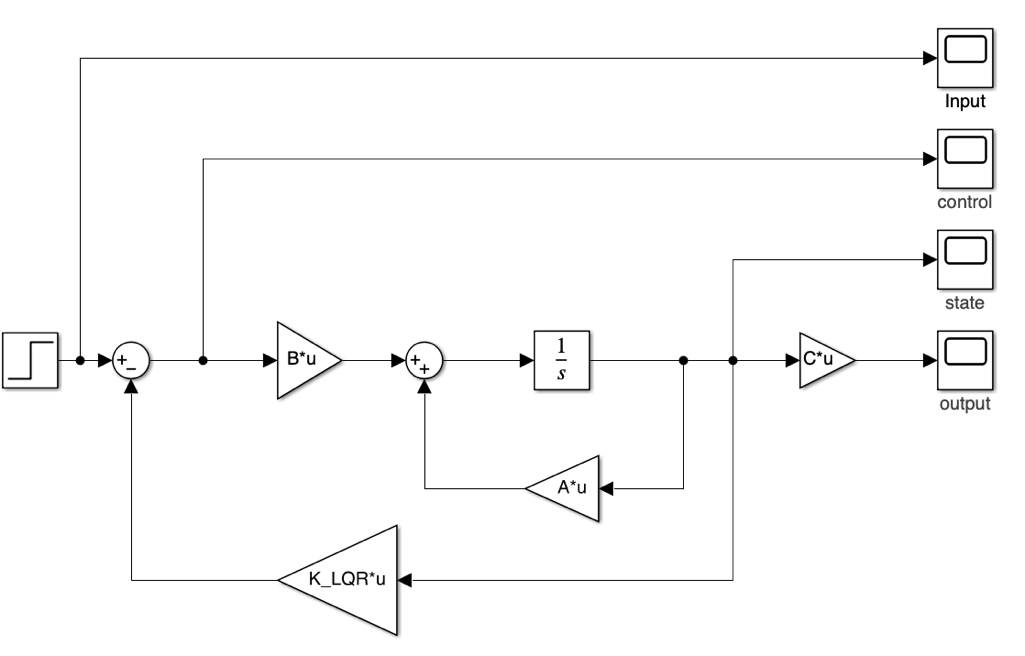 Input
control
state
+
−
B*u
+
+
1
s
C*u
output
A*u
K_LQR*u